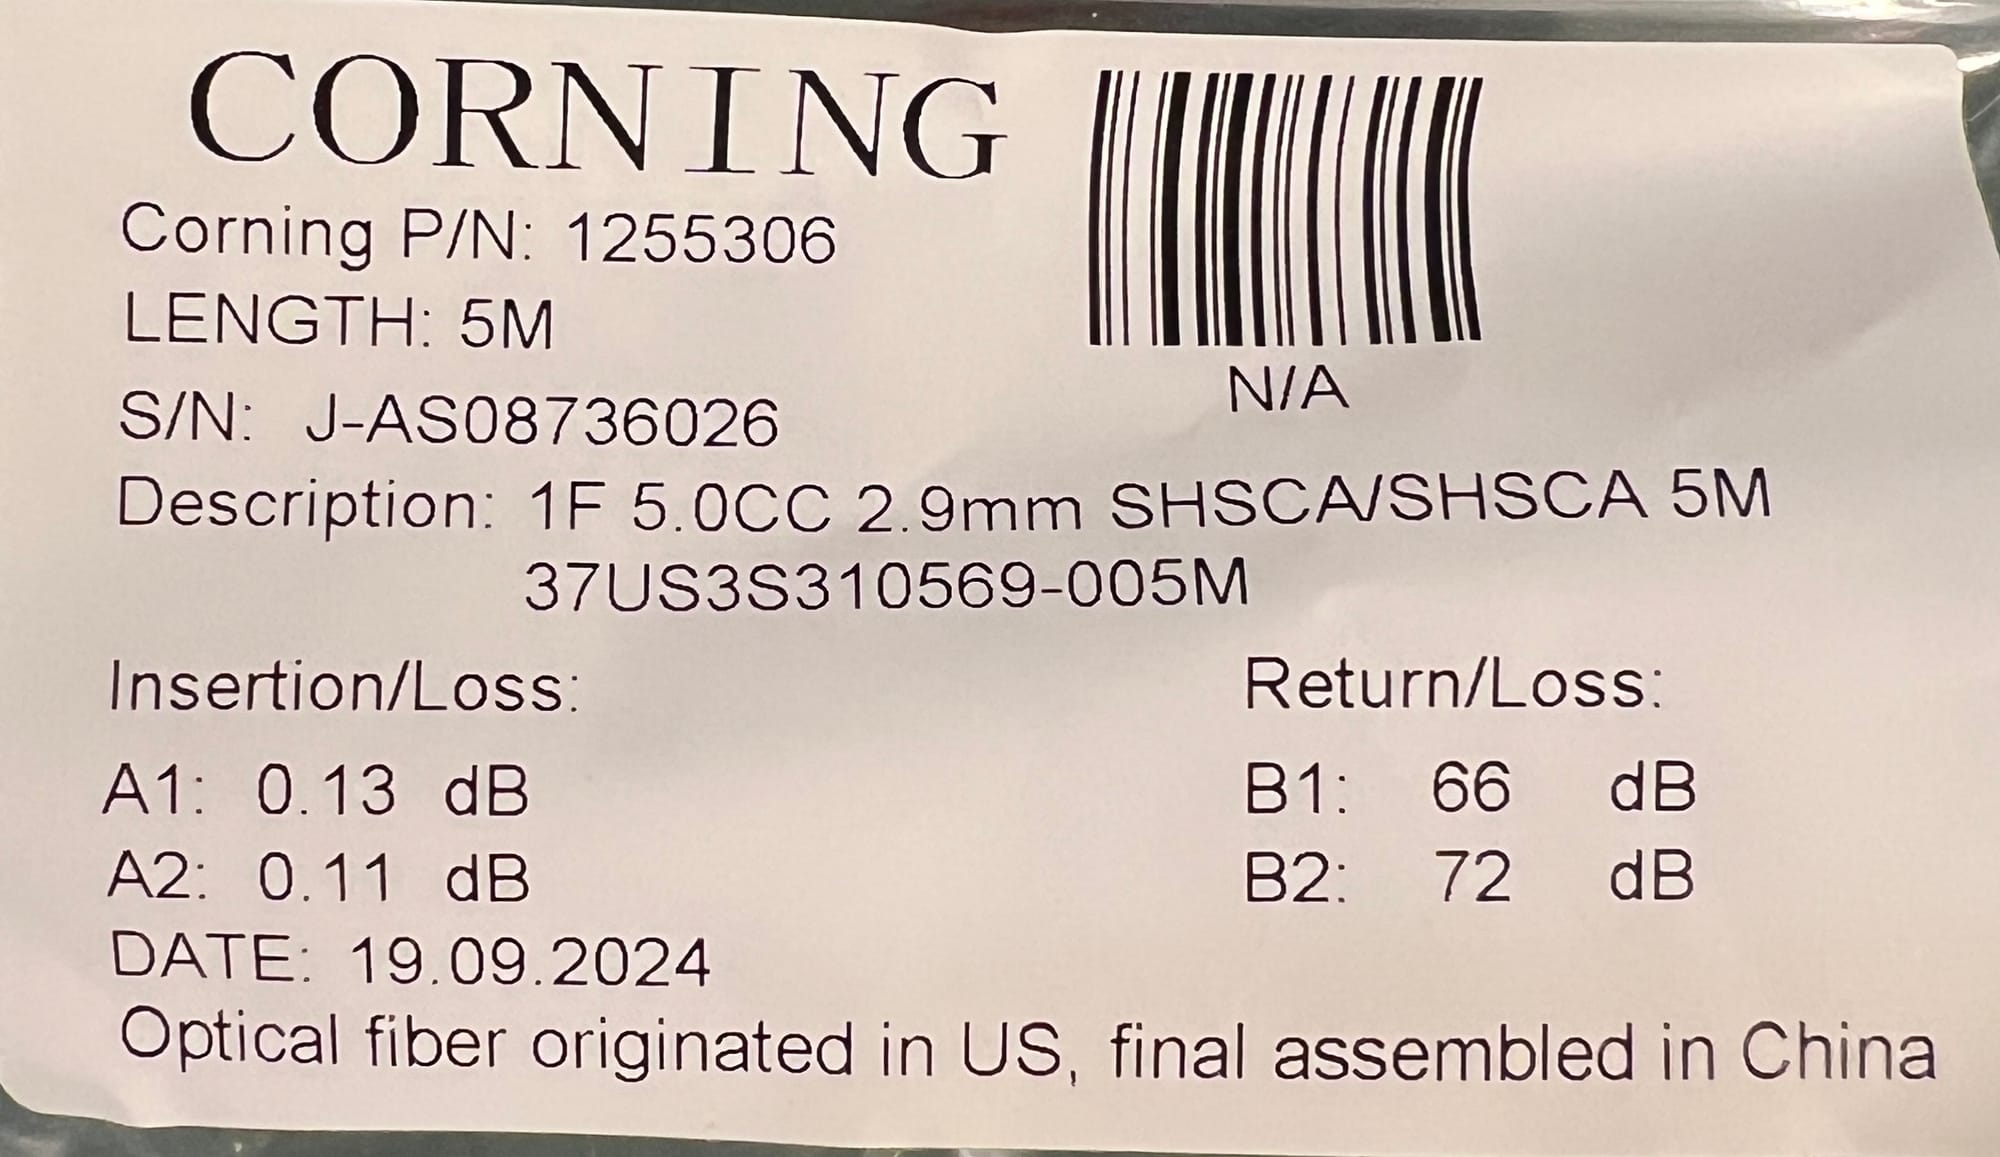 CORNING
N/A
Corning P/N: 1255306
LENGTH: 5M
S/N: J-AS08736026
Description: 1F 5.0CC 2.9mm SHSCA/SHSCA 5M
37US3S310569-005M
Insertion/Loss: Return/Loss:
A1: 0.13 dB B1: 66 dB
A2: 0.11 dB B2: 72 dB
DATE: 19.09.2024
Optical fiber originated in US, final assembled in China